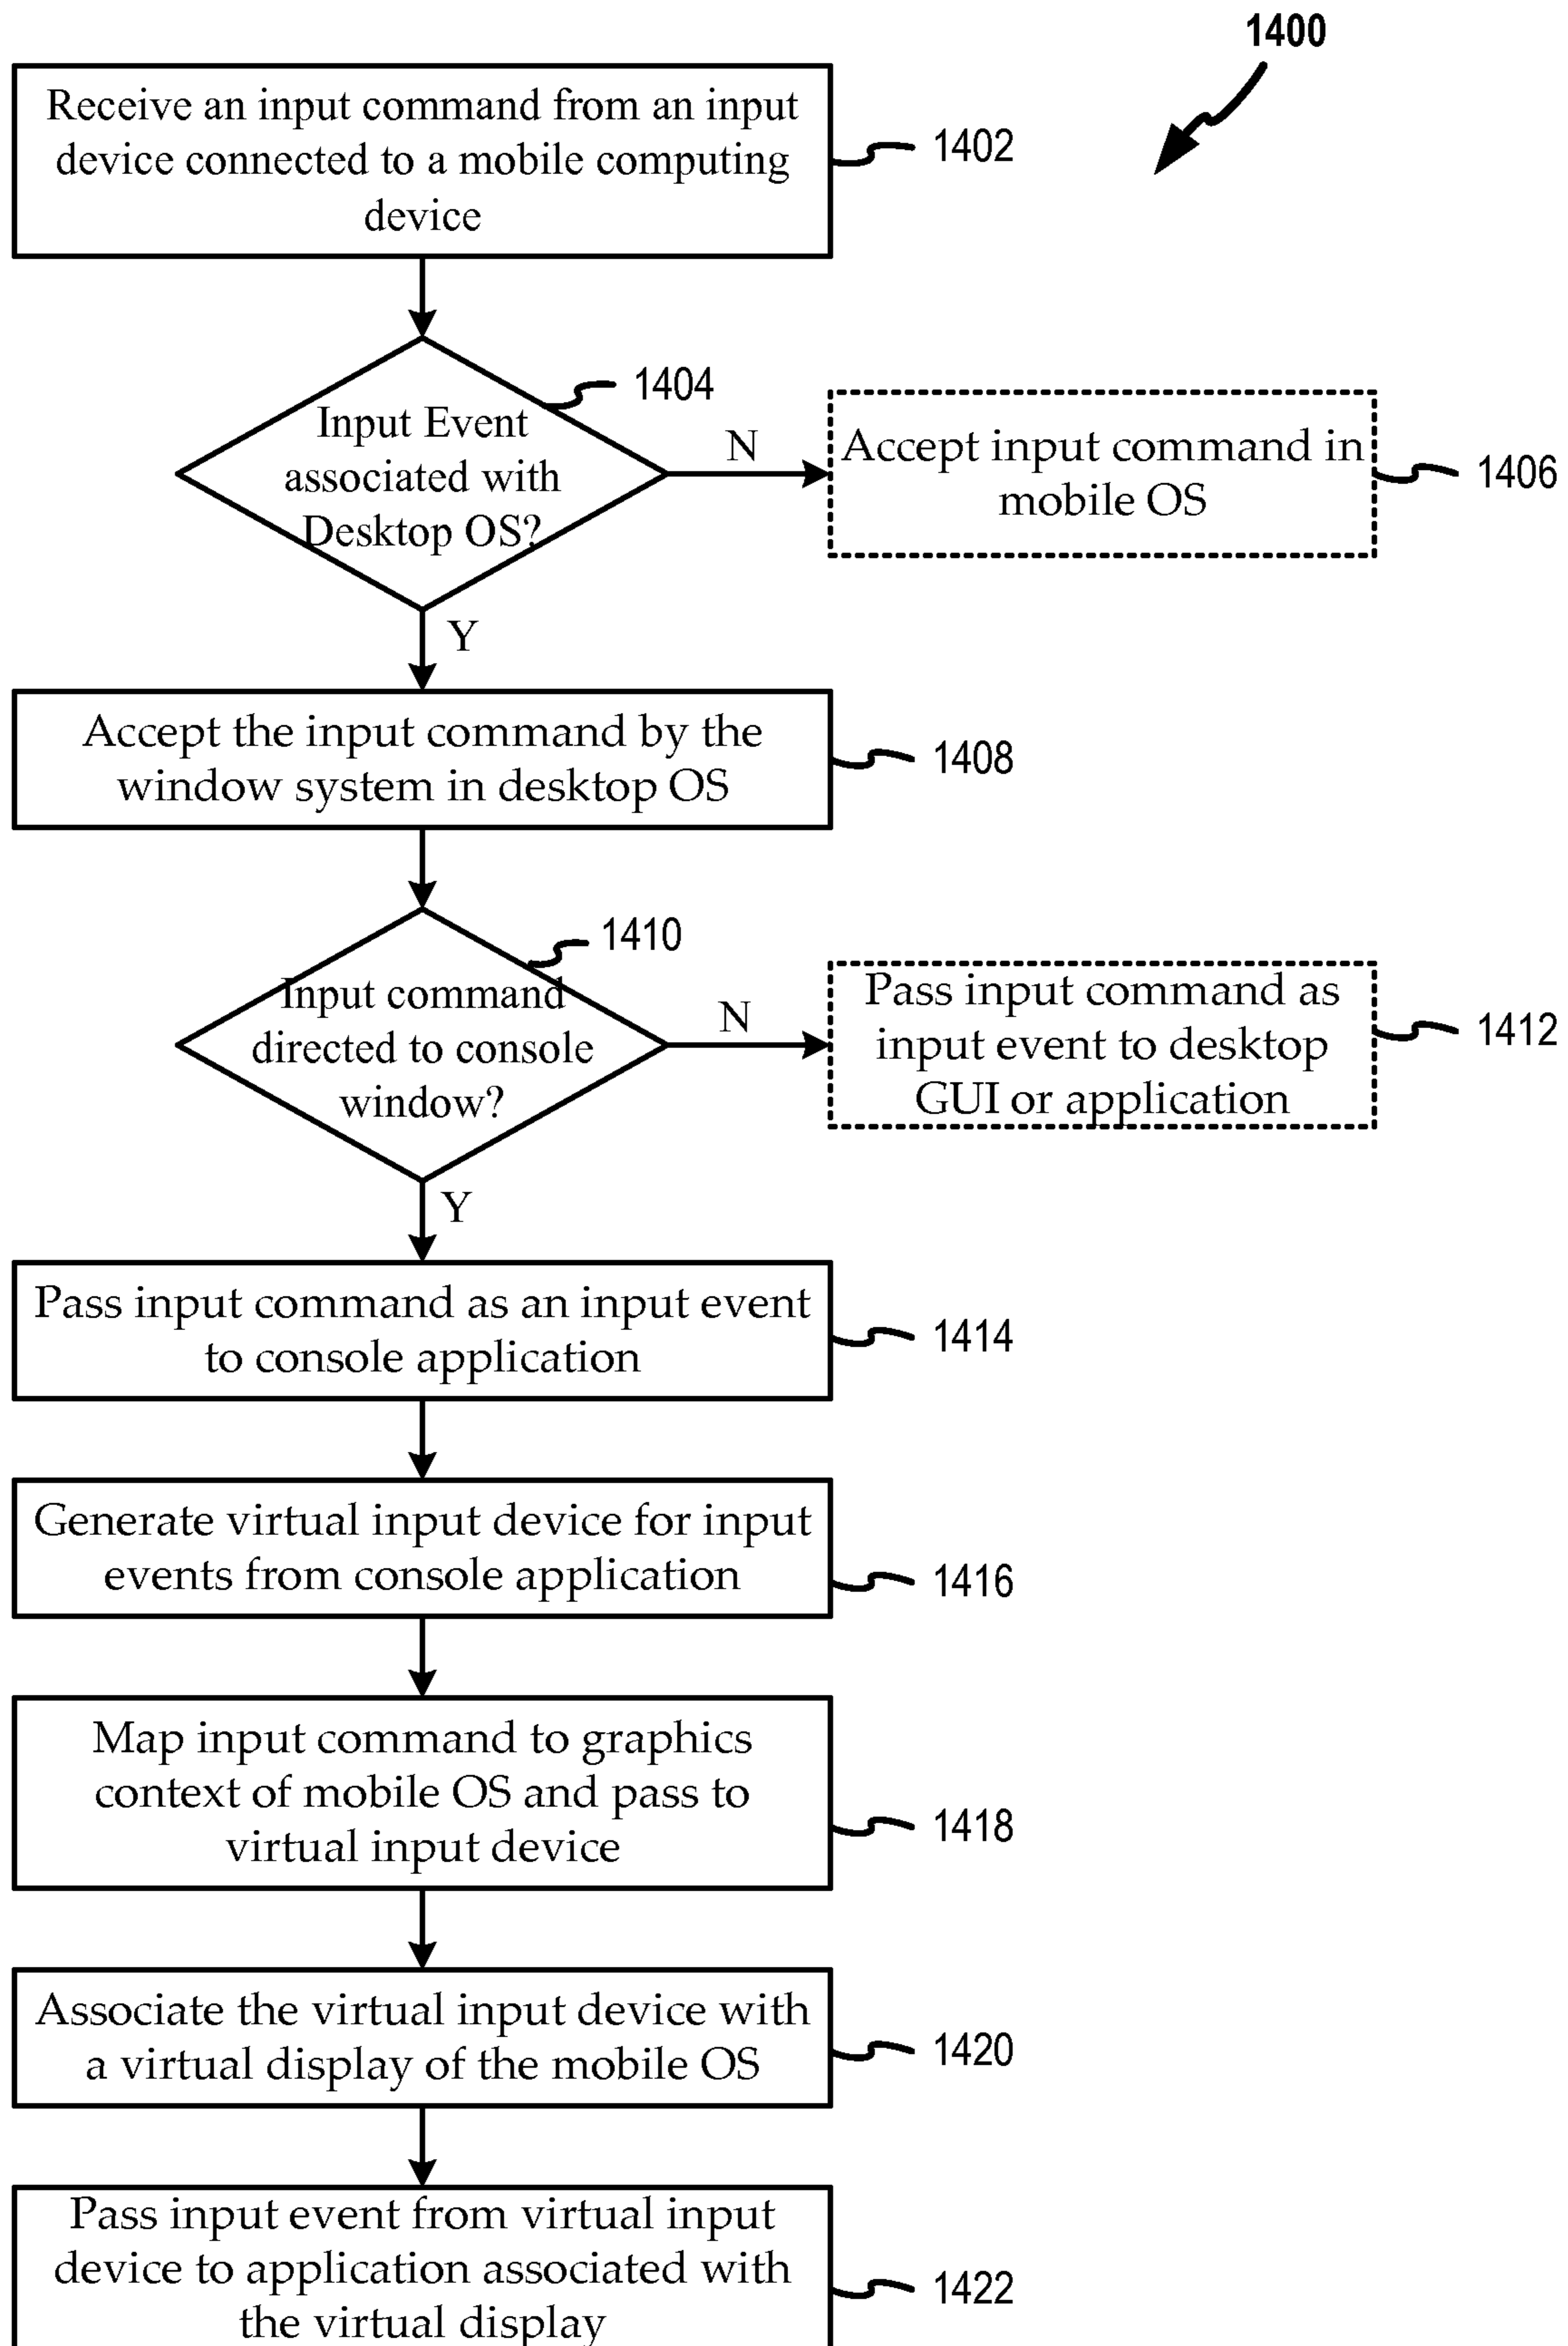 1400
Receive an input command from an input
device connected to a mobile computing
device
1402
1404
Input Event
associated with
Desktop OS?
N
Accept input command in
mobile OS
1406
Y
Accept the input command by the
window system in desktop OS
1408
1410
Input command
directed to console
window?
N
Pass input command as
input event to desktop
GUI or application
1412
Y
Pass input command as an input event
to console application
1414
Generate virtual input device for input
events from console application
1416
Map input command to graphics
context of mobile OS and pass to
virtual input device
1418
Associate the virtual input device with
a virtual display of the mobile OS
1420
Pass input event from virtual input
device to application associated with
the virtual display
1422